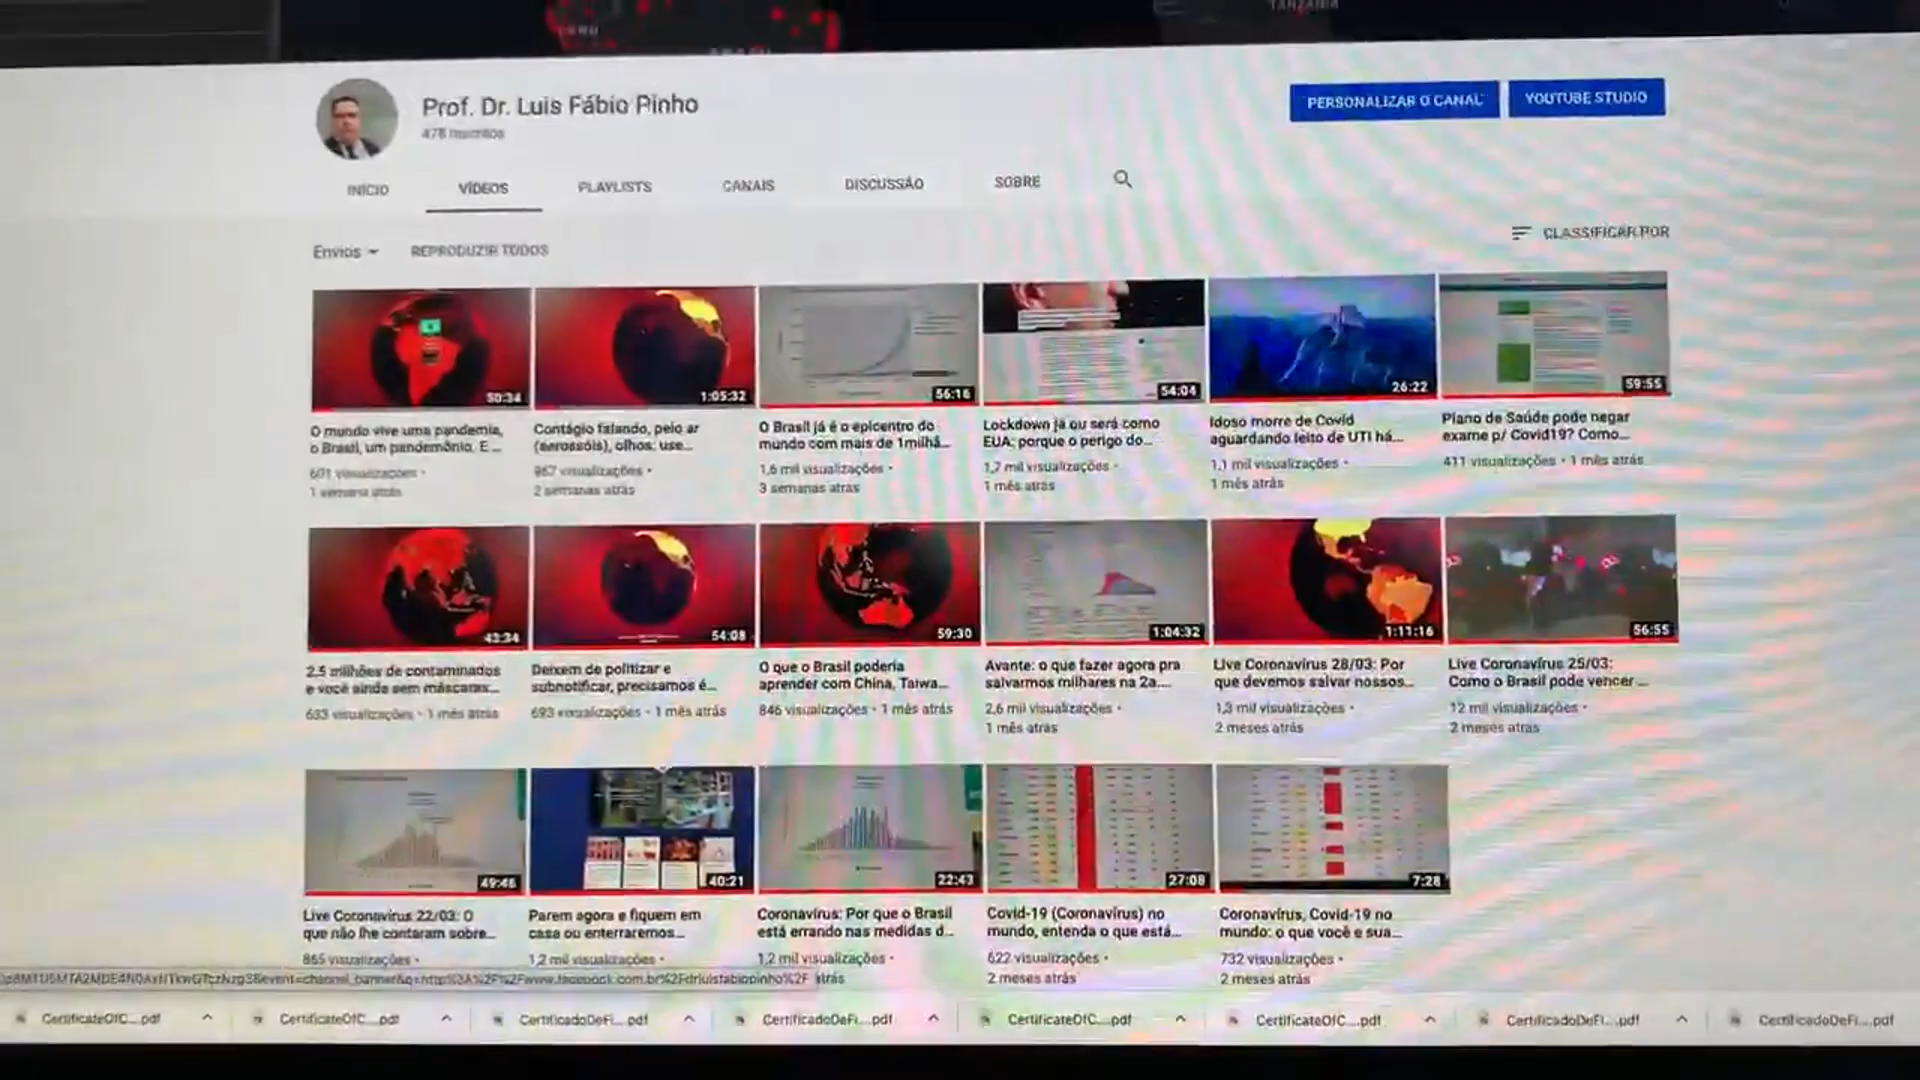 TANZANIA
Prof. Dr. Luis Fábio Pinho
478 inscritos
PERSONALIZAR O CANAL
YOUTUBE STUDIO
INÍCIO
VÍDEOS
PLAYLISTS
CANAIS
DISCUSSÃO
SOBRE
Envios
REPRODUZIR TODOS
CLASSIFICAR POR
50:34
1:05:32
56:16
54:04
26:22
59:55
O mundo vive uma pandemia,
o Brasil, um pandemônio. E ...
601 visualizações •
1 semana atrás
Contágio falando, pelo ar
(aerossóis), olhos: use...
967 visualizações •
2 semanas atrás
O Brasil já é o epicentro do
mundo com mais de 1milhã...
1,6 mil visualizações •
3 semanas atrás
Lockdown já ou será como
EUA: porque o perigo do...
1,7 mil visualizações •
1 mês atrás
Idoso morre de Covid
aguardando leito de UTI há...
1,1 mil visualizações •
1 mês atrás
Plano de Saúde pode negar
exame p/ Covid19? Como...
411 visualizações • 1 mês atrás
43:34
54:08
59:30
1:04:32
1:11:16
56:55
2,5 milhões de contaminados
e você ainda sem máscaras...
633 visualizações • 1 mês atrás
Deixem de politizar e
subnotificar, precisamos é...
693 visualizações • 1 mês atrás
O que o Brasil poderia
aprender com China, Taiwa...
846 visualizações • 1 mês atrás
Avante: o que fazer agora pra
salvarmos milhares na 2a....
2,6 mil visualizações •
1 mês atrás
Live Coronavírus 28/03: Por
que devemos salvar nossos...
1,3 mil visualizações •
2 meses atrás
Live Coronavírus 25/03:
Como o Brasil pode vencer ...
12 mil visualizações •
2 meses atrás
49:46
40:21
22:43
27:08
7:28
Live Coronavírus 22/03: O
que não lhe contaram sobre...
865 visualizações •
Parem agora e fiquem em
casa ou enterraremos...
1,2 mil visualizações •
Coronavírus: Por que o Brasil
está errando nas medidas d...
1,2 mil visualizações •
atrás
Covid-19 (Coronavírus) no
mundo, entenda o que está...
622 visualizações •
2 meses atrás
Coronavírus, Covid-19 no
mundo: o que você e sua...
732 visualizações •
2 meses atrás
CertificateOfC....pdf
CertificateOfC....pdf
CertificadoDeFi....pdf
CertificadoDeFi....pdf
CertificateOfC....pdf
CertificateOfC....pdf
CertificadoDeFi....pdf
CertificadoDeFi....pdf